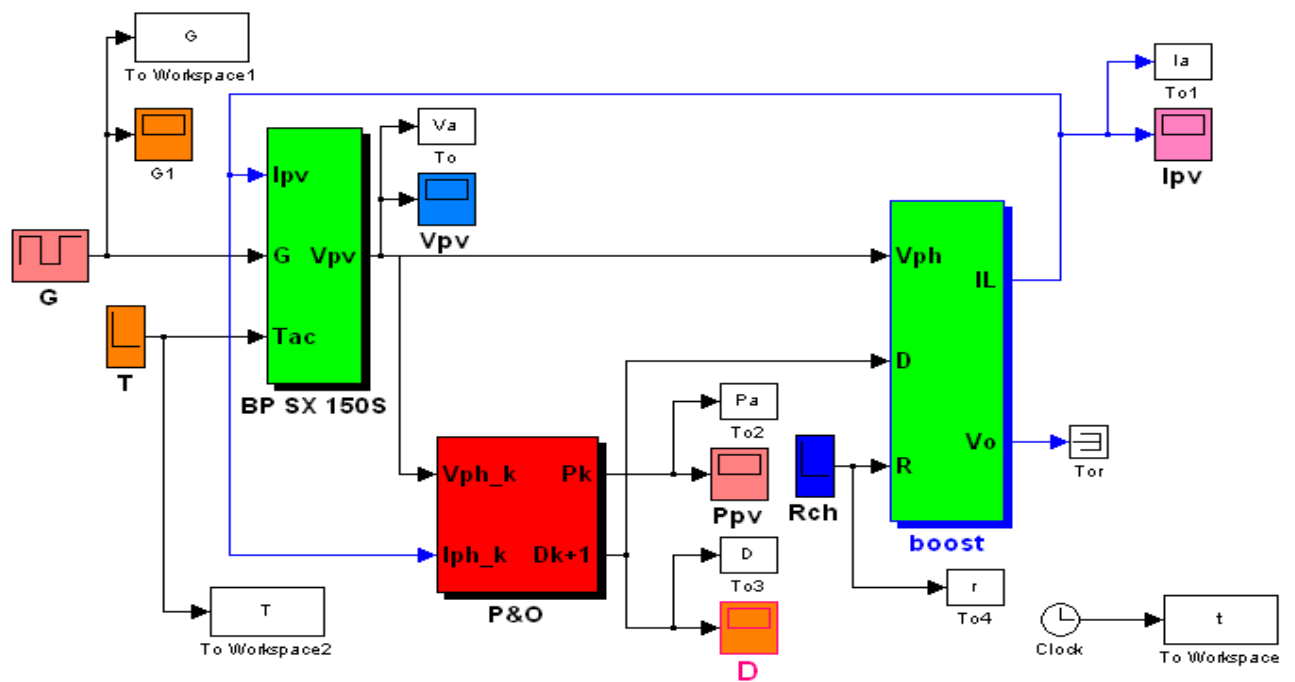 G
To Workspace1
G1
G
T
Ipv
G
Vpv
Tac
BP SX 150S
Va
To
Vpv
Ia
To1
Ipv
Vph
IL
D
Vo
R
boost
Tor
Vph_k
Pk
Iph_k
Dk+1
P&O
Pa
To2
Ppv
Rch
D
To3
D
r
To4
T
To Workspace2
Clock
t
To Workspace